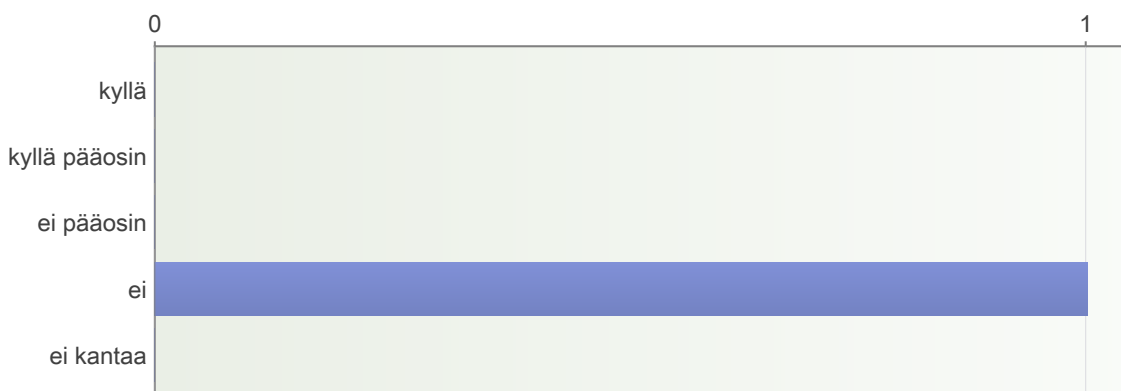 0 1
kyllä
kyllä pääosin
ei pääosin
ei
ei kantaa